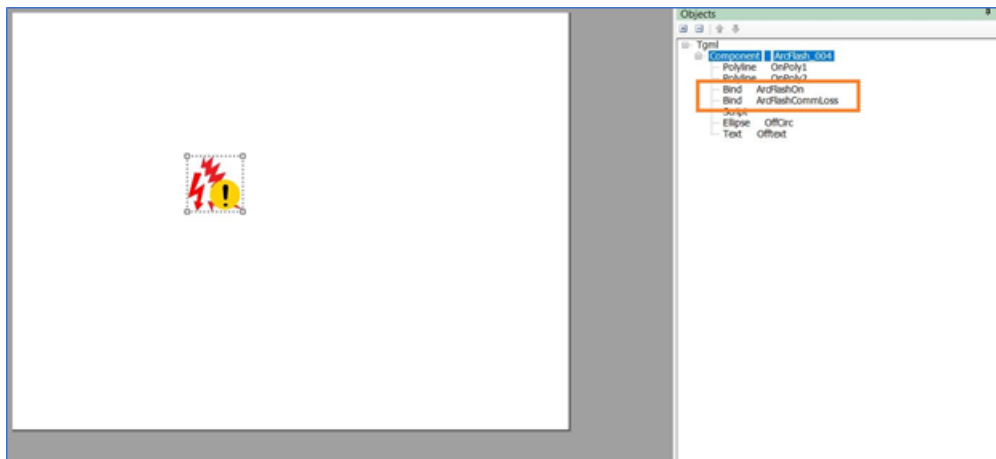 Objects
Tgml
Component ArcFlash_004
Polyline OnPoly1
Polyline OnPoly2
Bind ArcFlashOn
Bind ArcFlashCommLoss
Script
Ellipse OffCirc
Text Offtext
!